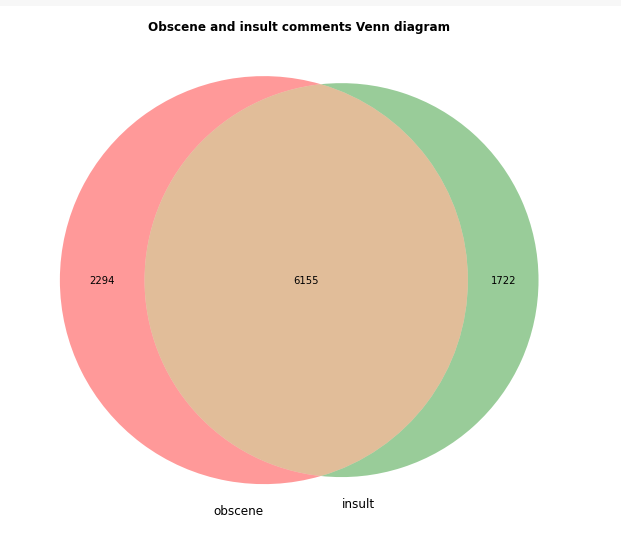 Obscene and insult comments Venn diagram
2294
6155
1722
insult
obscene